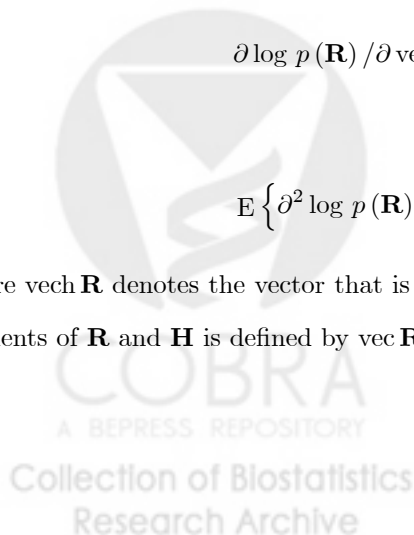 ∂ log p (R) /∂ ve
E { ∂² log p (R)
re vech R denotes the vector that is
ents of R and H is defined by vec R
COBRA
A BEPRESS REPOSITORY
Collection of Biostatistics
Research Archive